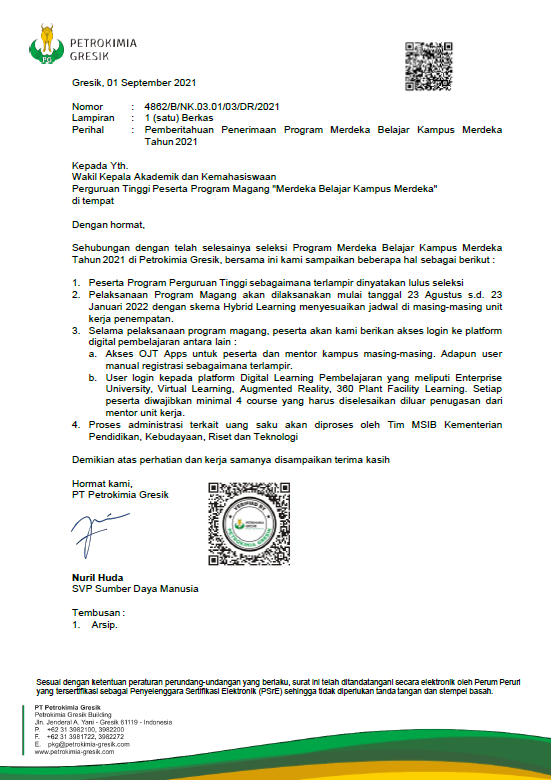 PETROKIMIA
GRESIK
PG
Gresik, 01 September 2021
Nomor : 4862/B/NK.03.01/03/DR/2021
Lampiran : 1 (satu) Berkas
Perihal : Pemberitahuan Penerimaan Program Merdeka Belajar Kampus Merdeka
Tahun 2021
Kepada Yth.
Wakil Kepala Akademik dan Kemahasiswaan
Perguruan Tinggi Peserta Program Magang "Merdeka Belajar Kampus Merdeka"
di tempat
Dengan hormat,
Sehubungan dengan telah selesainya seleksi Program Merdeka Belajar Kampus Merdeka
Tahun 2021 di Petrokimia Gresik, bersama ini kami sampaikan beberapa hal sebagai berikut :
1. Peserta Program Perguruan Tinggi sebagaimana terlampir dinyatakan lulus seleksi
2. Pelaksanaan Program Magang akan dilaksanakan mulai tanggal 23 Agustus s.d. 23
Januari 2022 dengan skema Hybrid Learning menyesuaikan jadwal di masing-masing unit
kerja penempatan.
3. Selama pelaksanaan program magang, peserta akan kami berikan akses login ke platform
digital pembelajaran antara lain :
a. Akses OJT Apps untuk peserta dan mentor kampus masing-masing. Adapun user
manual registrasi sebagaimana terlampir.
b. User login kepada platform Digital Learning Pembelajaran yang meliputi Enterprise
University, Virtual Learning, Augmented Reality, 360 Plant Facility Learning. Setiap
peserta diwajibkan minimal 4 course yang harus diselesaikan diluar penugasan dari
mentor unit kerja.
4. Proses administrasi terkait uang saku akan diproses oleh Tim MSIB Kementerian
Pendidikan, Kebudayaan, Riset dan Teknologi
Demikian atas perhatian dan kerja samanya disampaikan terima kasih
Hormat kami,
PT Petrokimia Gresik
VERIFIED BY
PETROKIMIA
GRESIK
PETROKIMIA GRESIK
Nuril Huda
SVP Sumber Daya Manusia
Tembusan :
1. Arsip.
Sesuai dengan ketentuan peraturan perundang-undangan yang berlaku, surat ini telah ditandatangani secara elektronik oleh Perum Peruri
yang tersertifikasi sebagai Penyelenggara Sertifikasi Elektronik (PSrE) sehingga tidak diperlukan tanda tangan dan stempel basah.
PT Petrokimia Gresik
Petrokimia Gresik Building
Jln. Jenderal A. Yani - Gresik 61119 - Indonesia
P. +62 31 3982100, 3982200
F. +62 31 3981722, 3982272
E. pkg@petrokimia-gresik.com
www.petrokimia-gresik.com